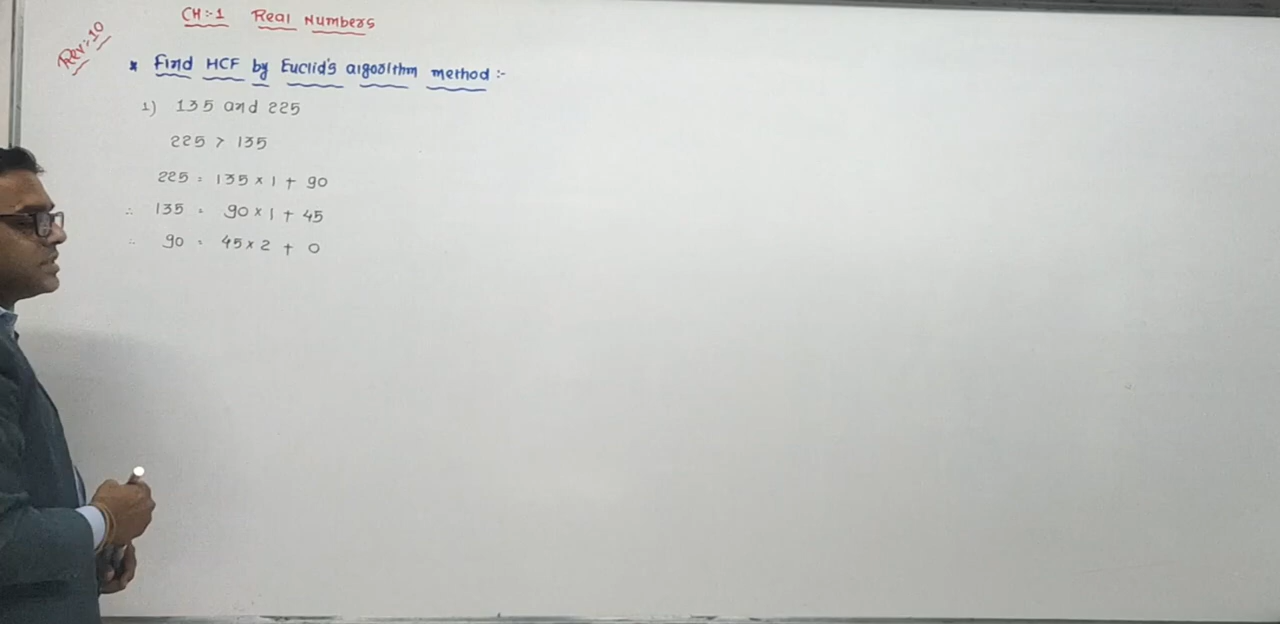 CH:-1 Real Numbers
Rev:-10
* Find HCF by Euclid's algorithm method :-
1) 135 and 225
225 > 135
225 = 135 × 1 + 90
∴ 135 = 90 × 1 + 45
∴ 90 = 45 × 2 + 0